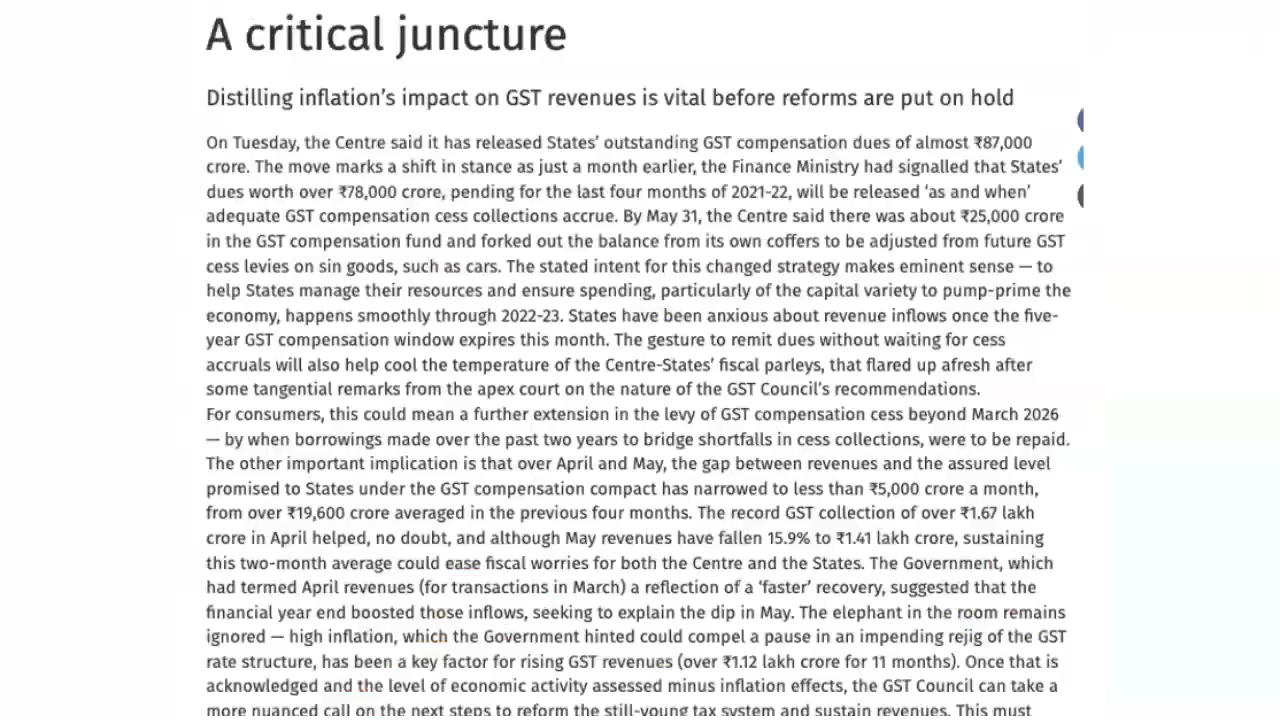 A critical juncture
Distilling inflation's impact on GST revenues is vital before reforms are put on hold
On Tuesday, the Centre said it has released States' outstanding GST compensation dues of almost ₹87,000
crore. The move marks a shift in stance as just a month earlier, the Finance Ministry had signalled that States'
dues worth over ₹78,000 crore, pending for the last four months of 2021-22, will be released 'as and when'
adequate GST compensation cess collections accrue. By May 31, the Centre said there was about ₹25,000 crore
in the GST compensation fund and forked out the balance from its own coffers to be adjusted from future GST
cess levies on sin goods, such as cars. The stated intent for this changed strategy makes eminent sense — to
help States manage their resources and ensure spending, particularly of the capital variety to pump-prime the
economy, happens smoothly through 2022-23. States have been anxious about revenue inflows once the five-
year GST compensation window expires this month. The gesture to remit dues without waiting for cess
accruals will also help cool the temperature of the Centre-States' fiscal parleys, that flared up afresh after
some tangential remarks from the apex court on the nature of the GST Council's recommendations.
For consumers, this could mean a further extension in the levy of GST compensation cess beyond March 2026
— by when borrowings made over the past two years to bridge shortfalls in cess collections, were to be repaid.
The other important implication is that over April and May, the gap between revenues and the assured level
promised to States under the GST compensation compact has narrowed to less than ₹5,000 crore a month,
from over ₹19,600 crore averaged in the previous four months. The record GST collection of over ₹1.67 lakh
crore in April helped, no doubt, and although May revenues have fallen 15.9% to ₹1.41 lakh crore, sustaining
this two-month average could ease fiscal worries for both the Centre and the States. The Government, which
had termed April revenues (for transactions in March) a reflection of a 'faster' recovery, suggested that the
financial year end boosted those inflows, seeking to explain the dip in May. The elephant in the room remains
ignored — high inflation, which the Government hinted could compel a pause in an impending rejig of the GST
rate structure, has been a key factor for rising GST revenues (over ₹1.12 lakh crore for 11 months). Once that is
acknowledged and the level of economic activity assessed minus inflation effects, the GST Council can take a
more nuanced call on the next steps to reform the still-young tax system and sustain revenues. This must